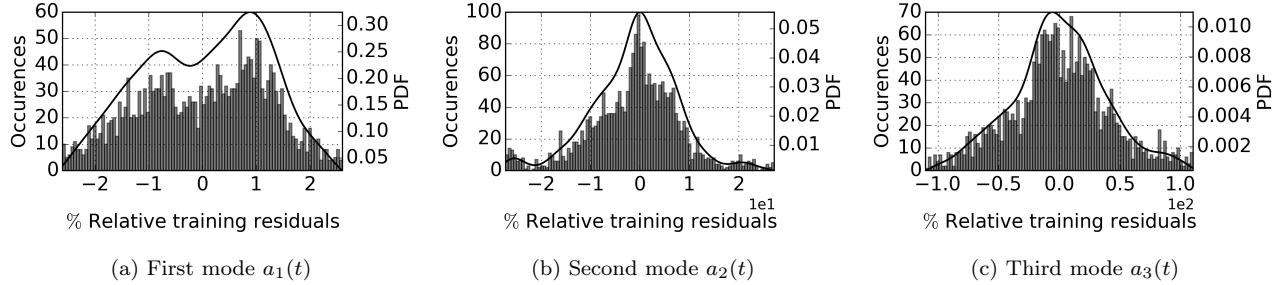 60
50
40
30
20
10
0
Occurences
0.30
0.25
0.20
0.15
0.10
0.05
PDF
−2 −1 0 1 2
% Relative training residuals
(a) First mode a₁(t)
100
80
60
40
20
0
Occurences
0.05
0.04
0.03
0.02
0.01
PDF
−2 −1 0 1 2
1e1
% Relative training residuals
(b) Second mode a₂(t)
70
60
50
40
30
20
10
0
Occurences
0.010
0.008
0.006
0.004
0.002
PDF
−1.0 −0.5 0.0 0.5 1.0
1e2
% Relative training residuals
(c) Third mode a₃(t)